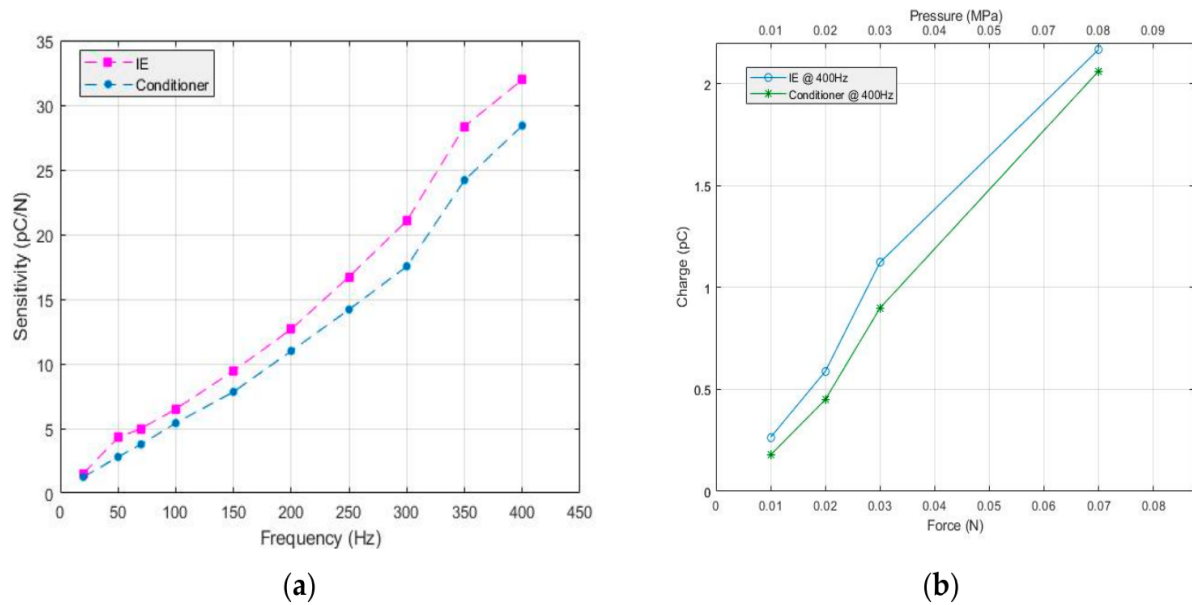 35
30
25
20
15
10
5
0
Sensitivity (pC/N)
IE
Conditioner
0 50 100 150 200 250 300 350 400 450
Frequency (Hz)
(a)
Pressure (MPa)
0.01 0.02 0.03 0.04 0.05 0.06 0.07 0.08 0.09
2
1.5
1
0.5
0
Charge (pC)
IE @ 400Hz
Conditioner @ 400Hz
0 0.01 0.02 0.03 0.04 0.05 0.06 0.07 0.08
Force (N)
(b)